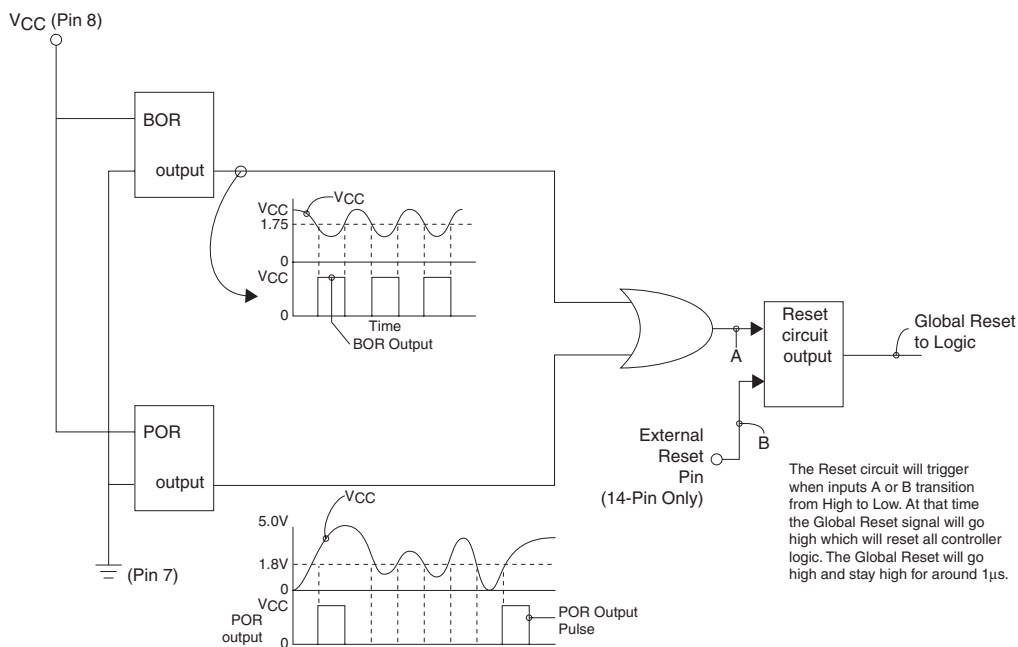 VCC (Pin 8)
BOR
output
VCC
VCC
1.75
0
VCC
0
Time
BOR Output
Reset
circuit
output
Global Reset
to Logic
A
B
External
Reset
Pin
(14-Pin Only)
POR
output
(Pin 7)
VCC
5.0V
1.8V
0
VCC
POR
output
0
POR Output
Pulse
The Reset circuit will trigger
when inputs A or B transition
from High to Low. At that time
the Global Reset signal will go
high which will reset all controller
logic. The Global Reset will go
high and stay high for around 1µs.